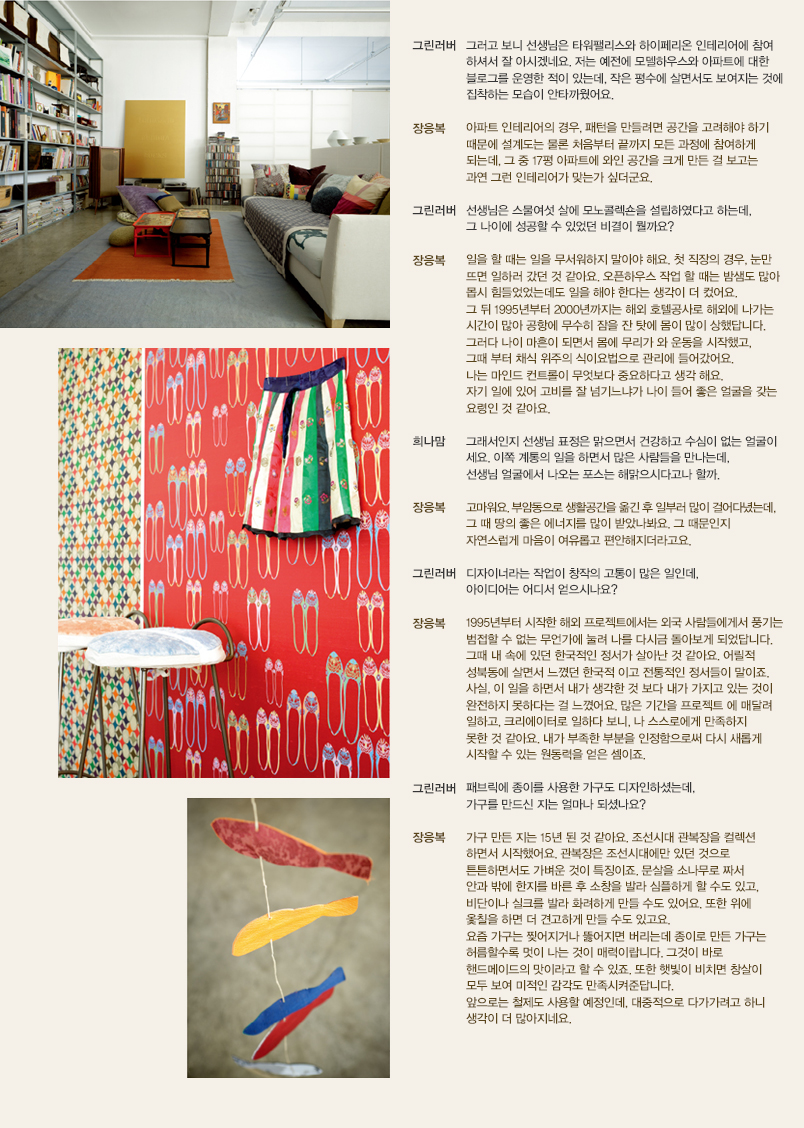 그린러버 그러고 보니 선생님은 타워팰리스와 하이페리온 인테리어에 참여
하셔서 잘 아시겠네요. 저는 예전에 모델하우스와 아파트에 대한
블로그를 운영한 적이 있는데, 작은 평수에 살면서도 보여지는 것에
집착하는 모습이 안타까웠어요.
장응복 아파트 인테리어의 경우, 패턴을 만들려면 공간을 고려해야 하기
때문에 설계도는 물론 처음부터 끝까지 모든 과정에 참여하게
되는데, 그 중 17평 아파트에 와인 공간을 크게 만든 걸 보고는
과연 그런 인테리어가 맞는가 싶더군요.
그린러버 선생님은 스물여섯 살에 모노콜렉숀을 설립하였다고 하는데,
그 나이에 성공할 수 있었던 비결이 뭘까요?
장응복 일을 할 때는 일을 무서워하지 말아야 해요. 첫 직장의 경우, 눈만
뜨면 일하러 갔던 것 같아요. 오픈하우스 작업 할 때는 밤샘도 많아
몹시 힘들었었는데도 일을 해야 한다는 생각이 더 컸어요.
그 뒤 1995년부터 2000년까지는 해외 호텔공사로 해외에 나가는
시간이 많아 공항에 무수히 잠을 잔 탓에 몸이 많이 상했답니다.
그러다 나이 마흔이 되면서 몸에 무리가 와 운동을 시작했고,
그때 부터 채식 위주의 식이요법으로 관리에 들어갔어요.
나는 마인드 컨트롤이 무엇보다 중요하다고 생각 해요.
자기 일에 있어 고비를 잘 넘기느냐가 나이 들어 좋은 얼굴을 갖는
요령인 것 같아요.
희나맘 그래서인지 선생님 표정은 맑으면서 건강하고 수심이 없는 얼굴이
세요. 이쪽 계통의 일을 하면서 많은 사람들을 만나는데,
선생님 얼굴에서 나오는 포스는 해맑으시다고나 할까.
장응복 고마워요. 부암동으로 생활공간을 옮긴 후 일부러 많이 걸어다녔는데,
그 때 땅의 좋은 에너지를 많이 받았나봐요. 그 때문인지
자연스럽게 마음이 여유롭고 편안해지더라고요.
그린러버 디자이너라는 작업이 창작의 고통이 많은 일인데,
아이디어는 어디서 얻으시나요?
장응복 1995년부터 시작한 해외 프로젝트에서는 외국 사람들에게서 풍기는
범접할 수 없는 무언가에 눌려 나를 다시금 돌아보게 되었답니다.
그때 내 속에 있던 한국적인 정서가 살아난 것 같아요. 어릴적
성북동에 살면서 느꼈던 한국적 이고 전통적인 정서들이 말이죠.
사실, 이 일을 하면서 내가 생각한 것 보다 내가 가지고 있는 것이
완전하지 못하다는 걸 느꼈어요. 많은 기간을 프로젝트 에 매달려
일하고, 크리에이터로 일하다 보니, 나 스스로에게 만족하지
못한 것 같아요. 내가 부족한 부분을 인정함으로써 다시 새롭게
시작할 수 있는 원동력을 얻은 셈이죠.
그린러버 패브릭에 종이를 사용한 가구도 디자인하셨는데,
가구를 만드신 지는 얼마나 되셨나요?
장응복 가구 만든 지는 15년 된 것 같아요. 조선시대 관복장을 컬렉션
하면서 시작했어요. 관복장은 조선시대에만 있던 것으로
튼튼하면서도 가벼운 것이 특징이죠. 문살을 소나무로 짜서
안과 밖에 한지를 바른 후 소창을 발라 심플하게 할 수도 있고,
비단이나 실크를 발라 화려하게 만들 수도 있어요. 또한 위에
옻칠을 하면 더 견고하게 만들 수도 있고요.
요즘 가구는 찢어지거나 뚫어지면 버리는데 종이로 만든 가구는
허름할수록 멋이 나는 것이 매력이랍니다. 그것이 바로
핸드메이드의 맛이라고 할 수 있죠. 또한 햇빛이 비치면 창살이
모두 보여 미적인 감각도 만족시켜준답니다.
앞으로는 철제도 사용할 예정인데, 대중적으로 다가가려고 하니
생각이 더 많아지네요.